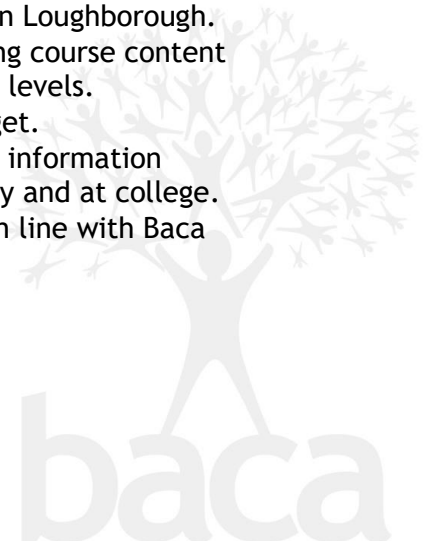 n Loughborough.
ng course content
levels.
get.
information
y and at college.
n line with Baca
baca